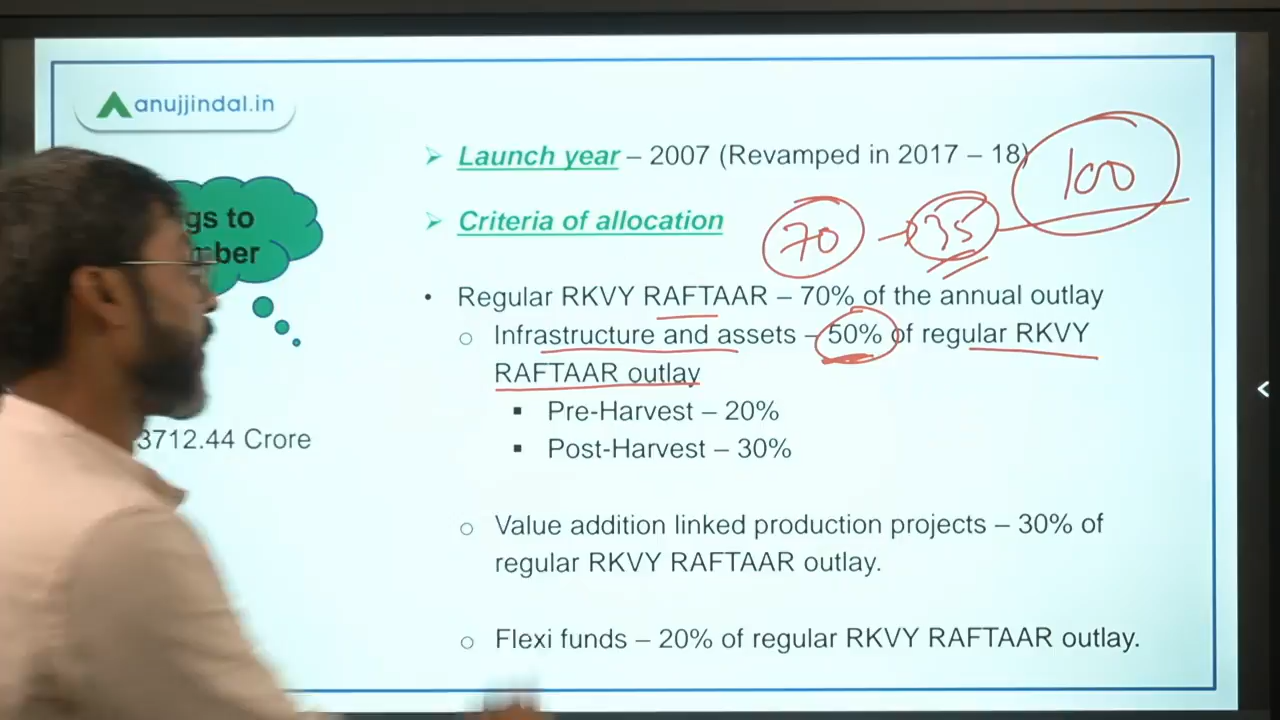 anujjindal.in
➢ Launch year – 2007 (Revamped in 2017 – 18)
100
➢ Criteria of allocation
70 → 35
to
• Regular RKVY RAFTAAR – 70% of the annual outlay
o Infrastructure and assets – 50% of regular RKVY
RAFTAAR outlay
▪ Pre-Harvest – 20%
▪ Post-Harvest – 30%
3712.44 Crore
o Value addition linked production projects – 30% of
regular RKVY RAFTAAR outlay.
o Flexi funds – 20% of regular RKVY RAFTAAR outlay.